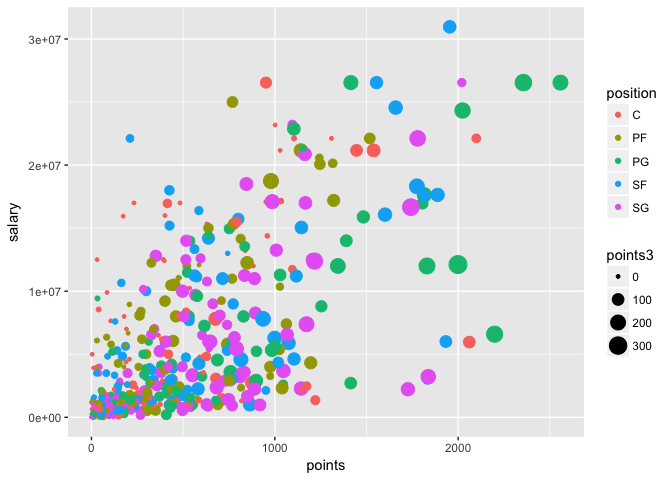 3e+07
2e+07
1e+07
0e+00
salary
0
1000
2000
points
position
C
PF
PG
SF
SG
points3
0
100
200
300